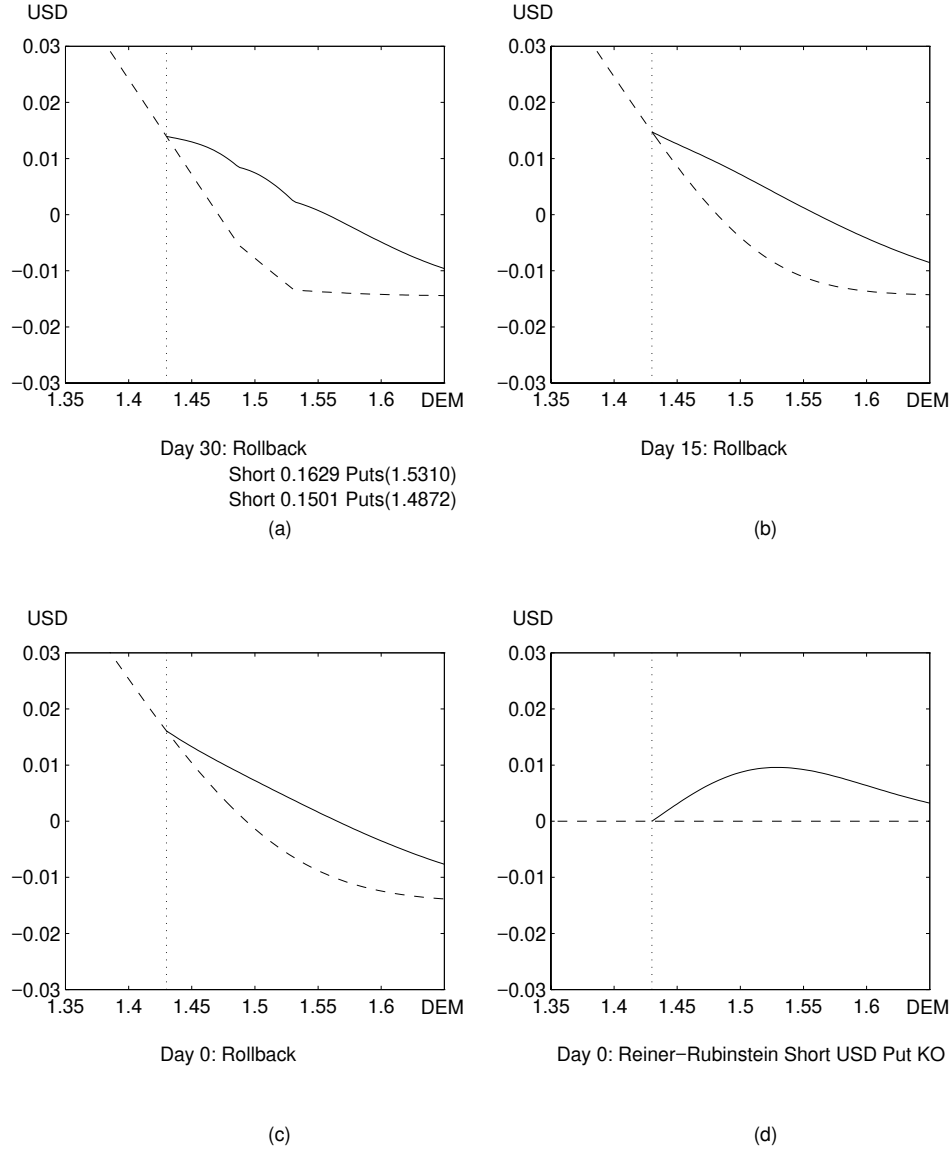 USD
0.03
0.02
0.01
0
−0.01
−0.02
−0.03
1.35 1.4 1.45 1.5 1.55 1.6 DEM
Day 30: Rollback
Short 0.1629 Puts(1.5310)
Short 0.1501 Puts(1.4872)
(a)
USD
0.03
0.02
0.01
0
−0.01
−0.02
−0.03
1.35 1.4 1.45 1.5 1.55 1.6 DEM
Day 15: Rollback
(b)
USD
0.03
0.02
0.01
0
−0.01
−0.02
−0.03
1.35 1.4 1.45 1.5 1.55 1.6 DEM
Day 0: Rollback
(c)
USD
0.03
0.02
0.01
0
−0.01
−0.02
−0.03
1.35 1.4 1.45 1.5 1.55 1.6 DEM
Day 0: Reiner−Rubinstein Short USD Put KO
(d)